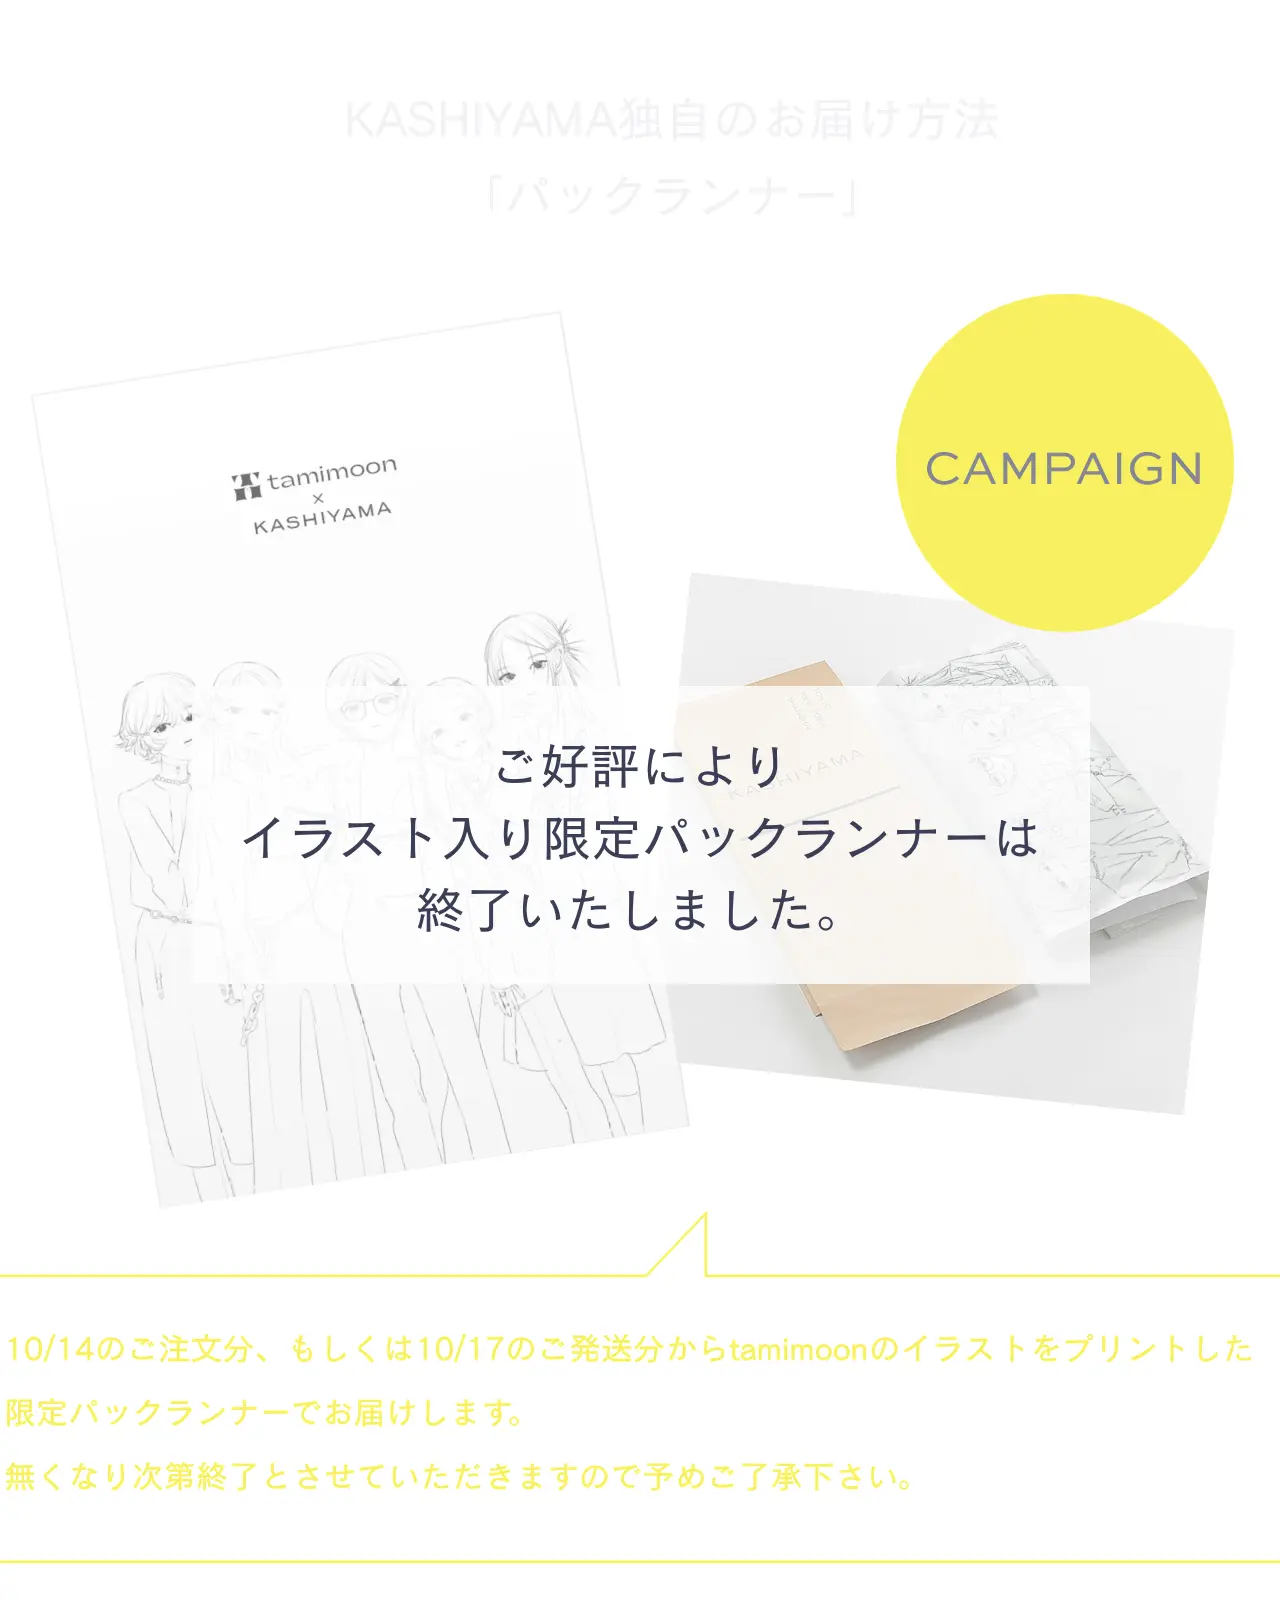 KASHIYAMA独自のお届け方法
「パックランナー」
CAMPAIGN
tamimoon
×
KASHIYAMA
KASHIYAMA
ご好評により
イラスト入り限定パックランナーは
終了いたしました。
10/14のご注文分、もしくは10/17のご発送分からtamimoonのイラストをプリントした
限定パックランナーでお届けします。
無くなり次第終了とさせていただきますので予めご了承下さい。